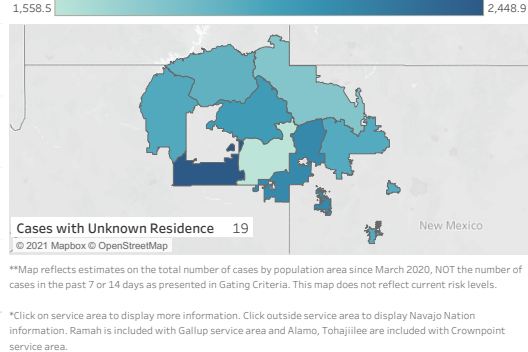 1,558.5 2,448.9
New Mexico
Cases with Unknown Residence 19
© 2021 Mapbox © OpenStreetMap
**Map reflects estimates on the total number of cases by population area since March 2020, NOT the number of
cases in the past 7 or 14 days as presented in Gating Criteria. This map does not reflect current risk levels.
*Click on service area to display more information. Click outside service area to display Navajo Nation
information. Ramah is included with Gallup service area and Alamo, Tohajiilee are included with Crownpoint
service area.